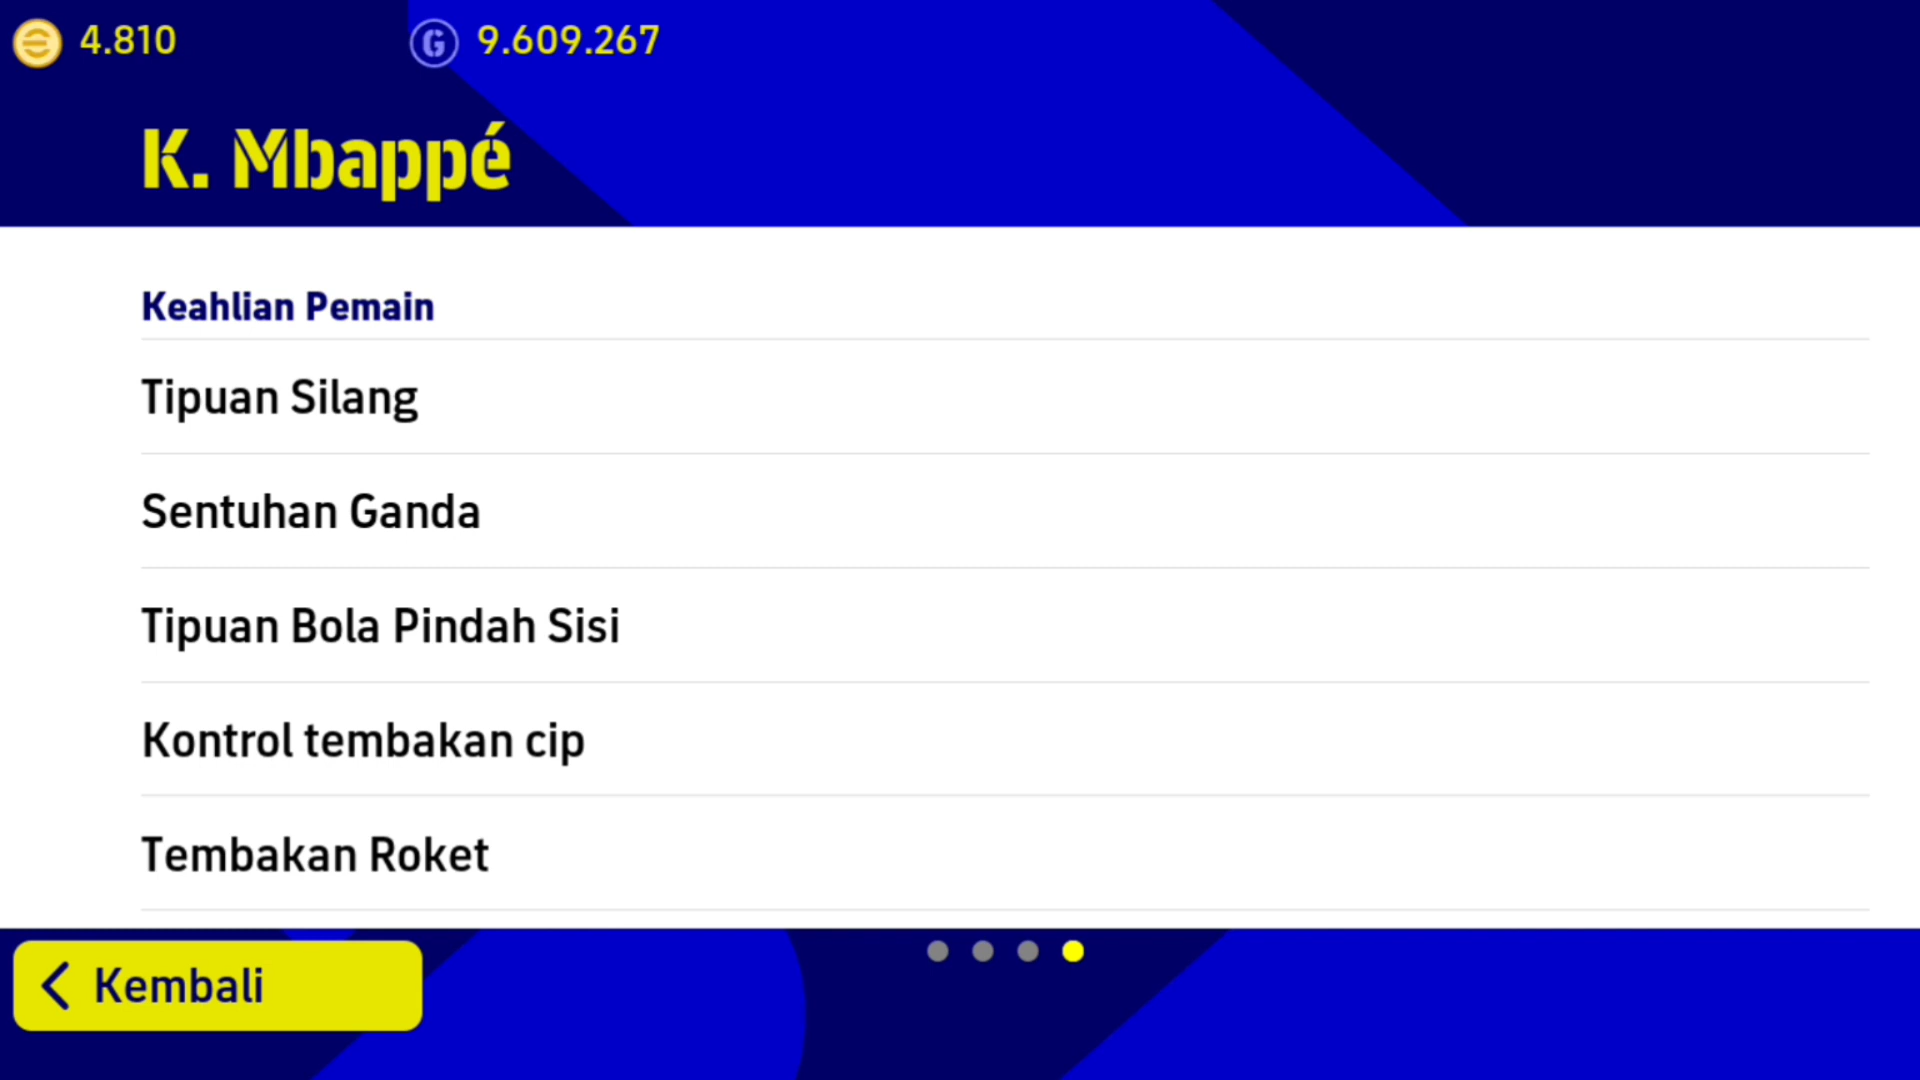 4.810
9.609.267
K. Mbappé
Keahlian Pemain
Tipuan Silang
Sentuhan Ganda
Tipuan Bola Pindah Sisi
Kontrol tembakan cip
Tembakan Roket
Kembali